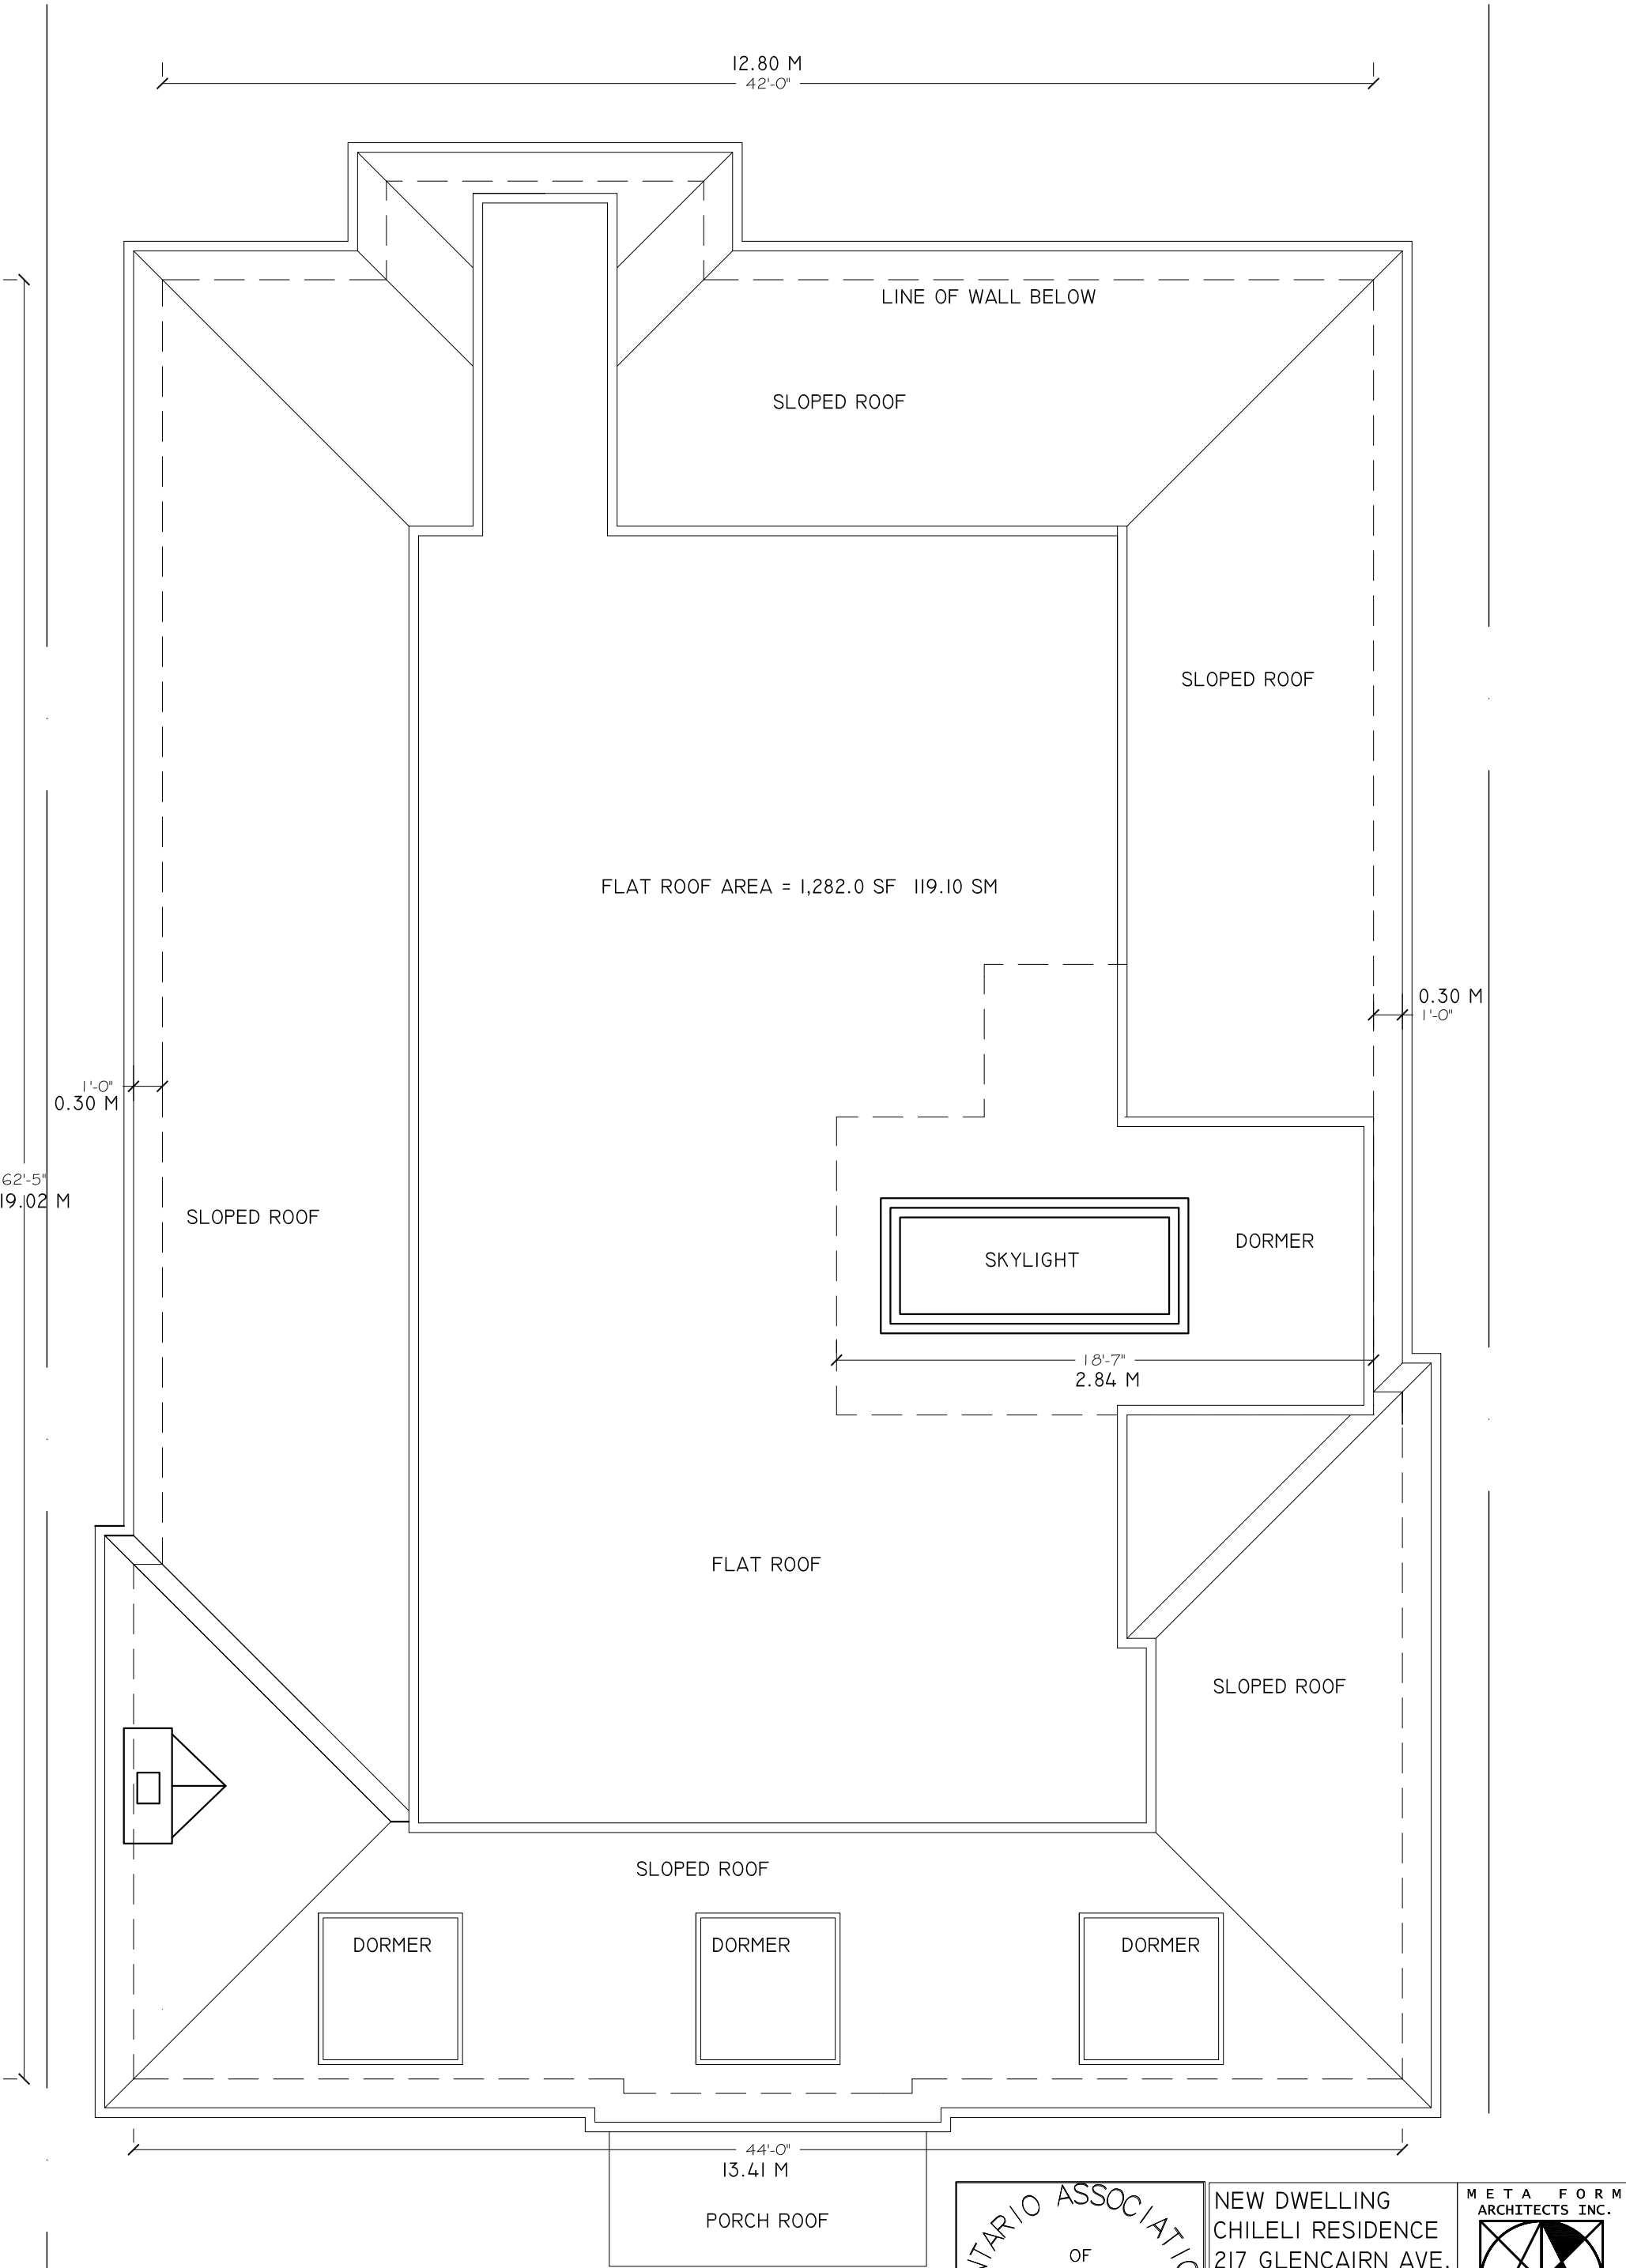 12.80 M
42'-0"
LINE OF WALL BELOW
SLOPED ROOF
SLOPED ROOF
FLAT ROOF AREA = 1,282.0 SF 119.10 SM
0.30 M
1'-0"
1'-0"
0.30 M
62'-5"
19.02 M
SLOPED ROOF
DORMER
SKYLIGHT
18'-7"
2.84 M
FLAT ROOF
SLOPED ROOF
SLOPED ROOF
DORMER
DORMER
DORMER
44'-0"
13.41 M
PORCH ROOF
NTARIO ASSOCIATIO
OF
NEW DWELLING
CHILELI RESIDENCE
217 GLENCAIRN AVE.
META FORM
ARCHITECTS INC.